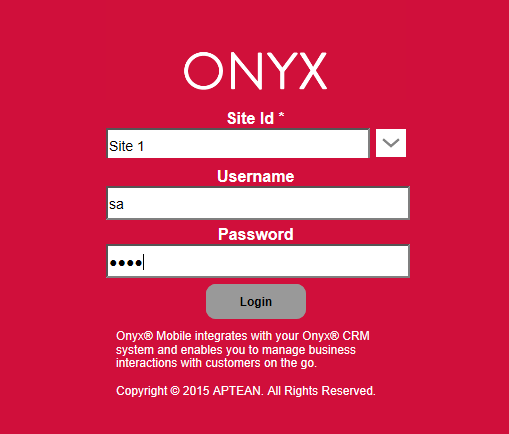 ONYX
Site Id *
Site 1
Username
sa
Password
●●●●
Login
Onyx® Mobile integrates with your Onyx® CRM
system and enables you to manage business
interactions with customers on the go.
Copyright © 2015 APTEAN. All Rights Reserved.